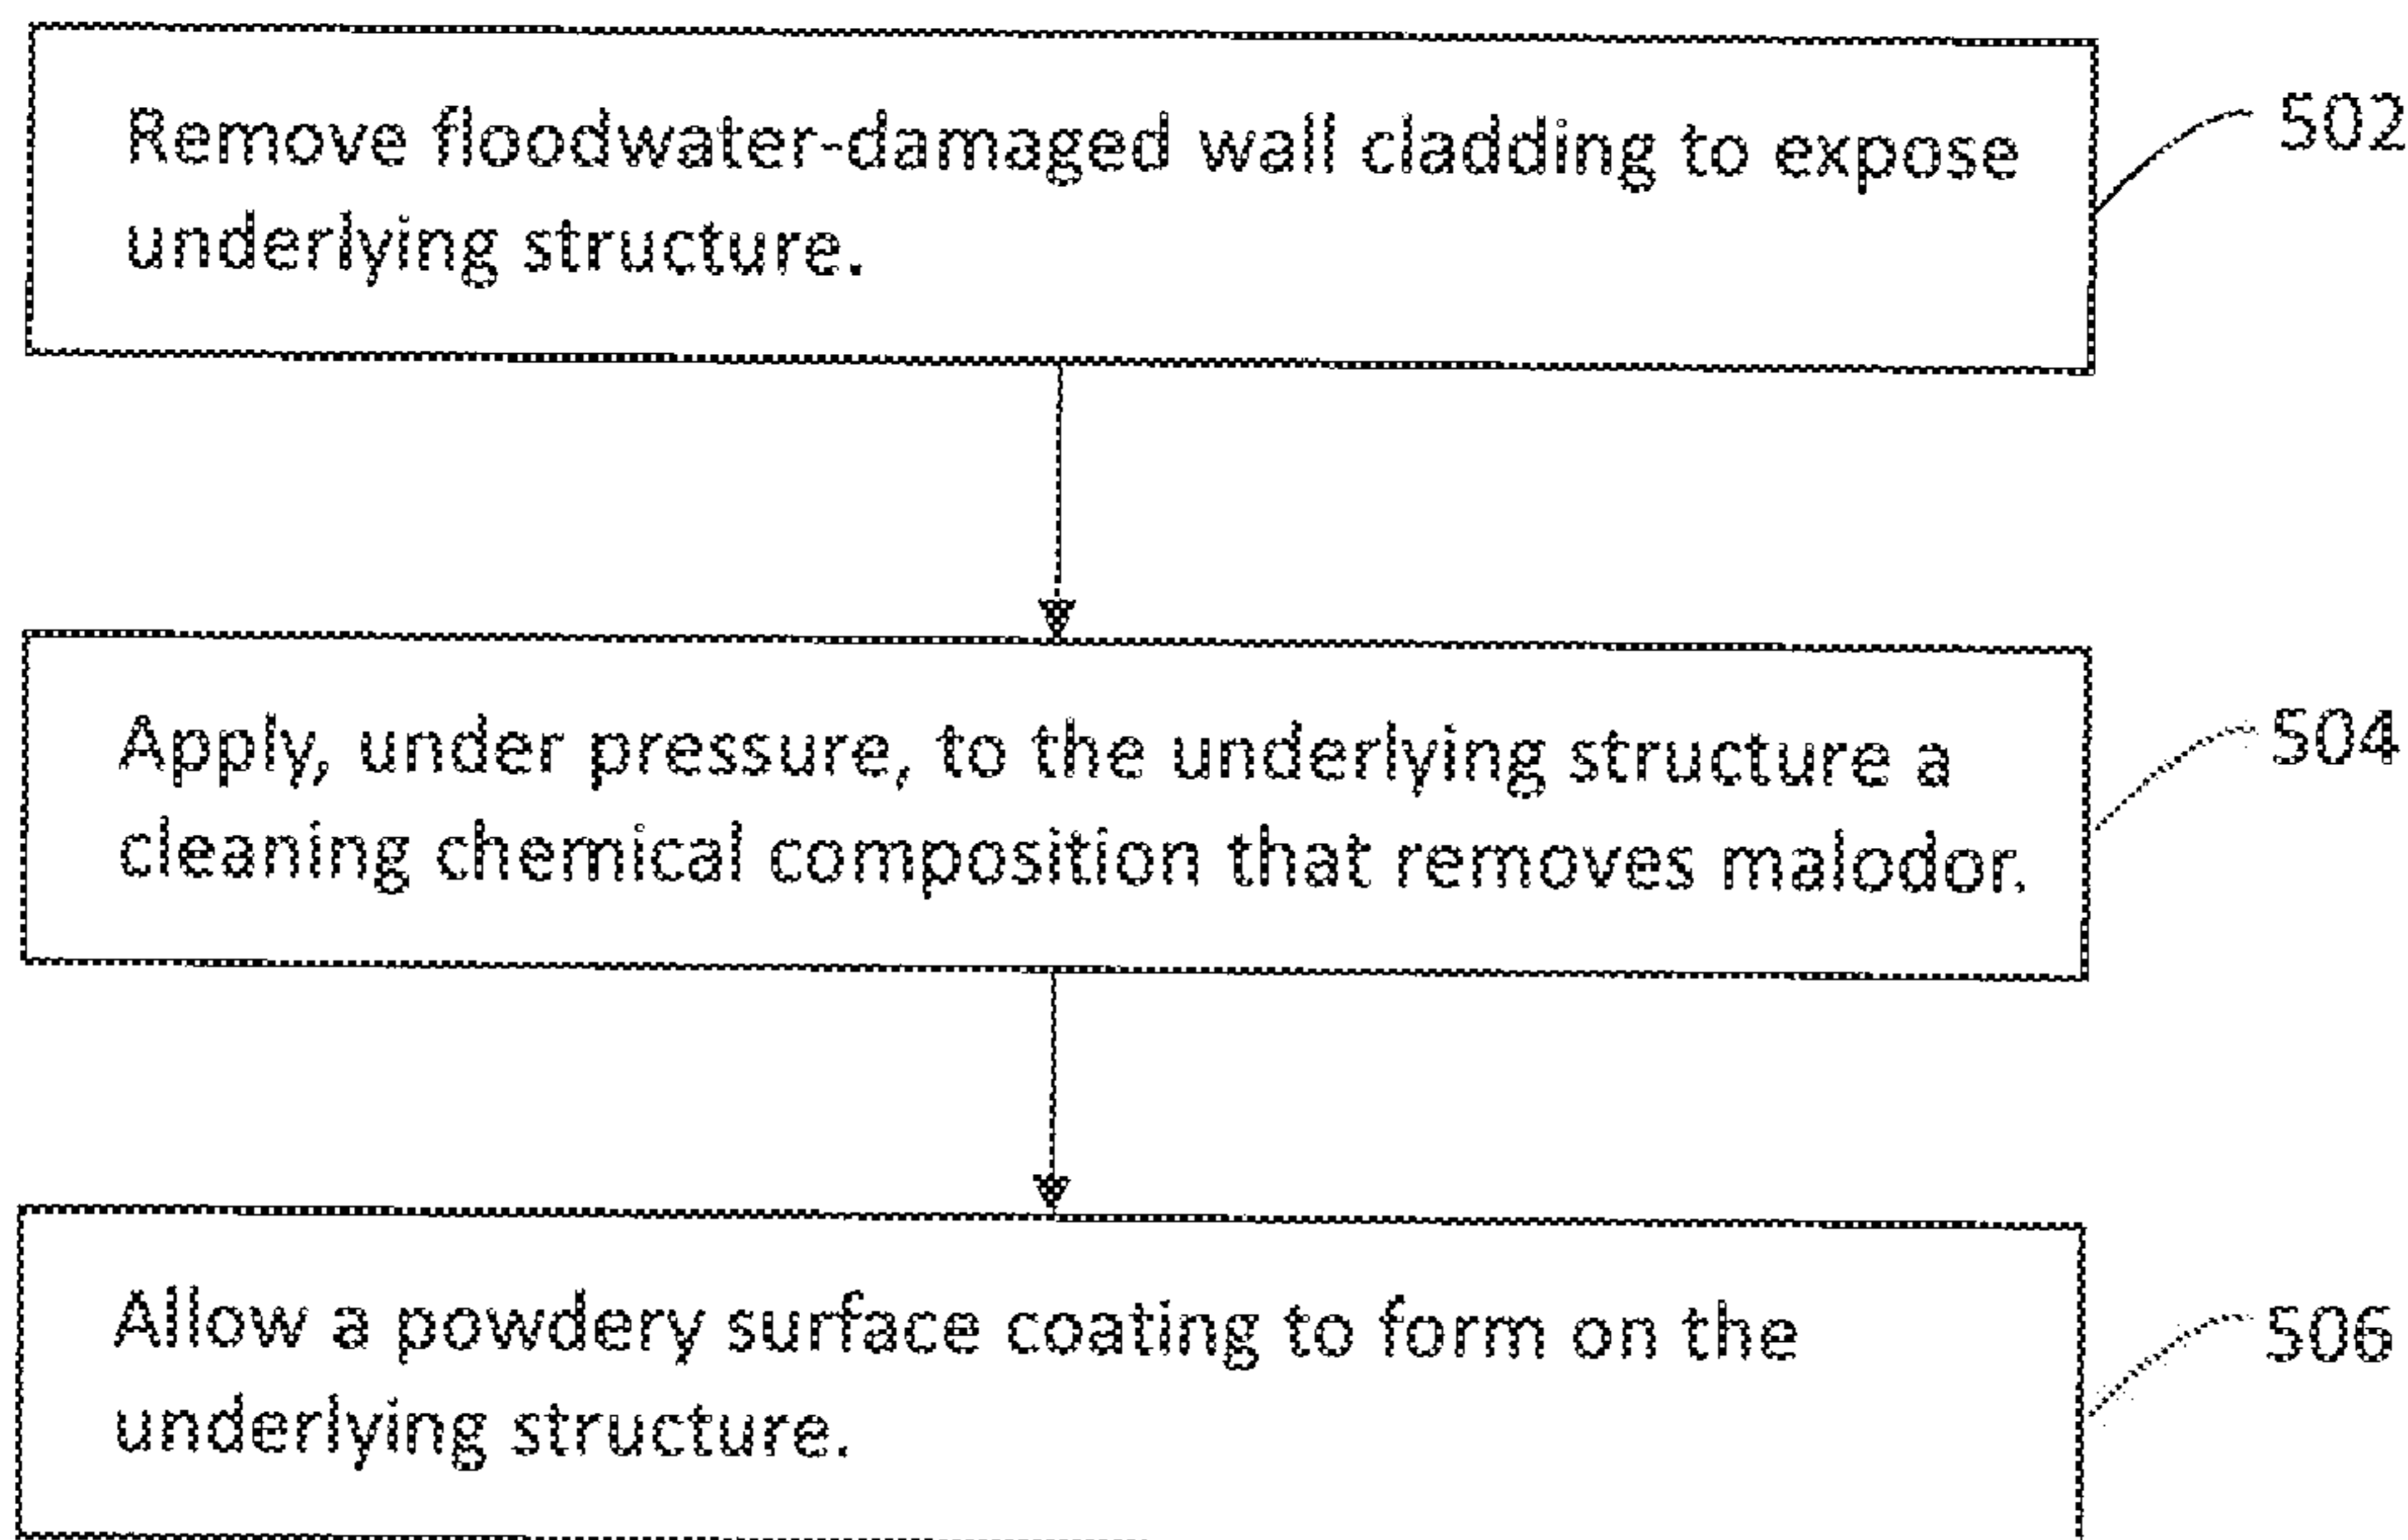 Remove floodwater-damaged wall cladding to expose
underlying structure.
502
Apply, under pressure, to the underlying structure a
cleaning chemical composition that removes malodor.
504
Allow a powdery surface coating to form on the
underlying structure.
506